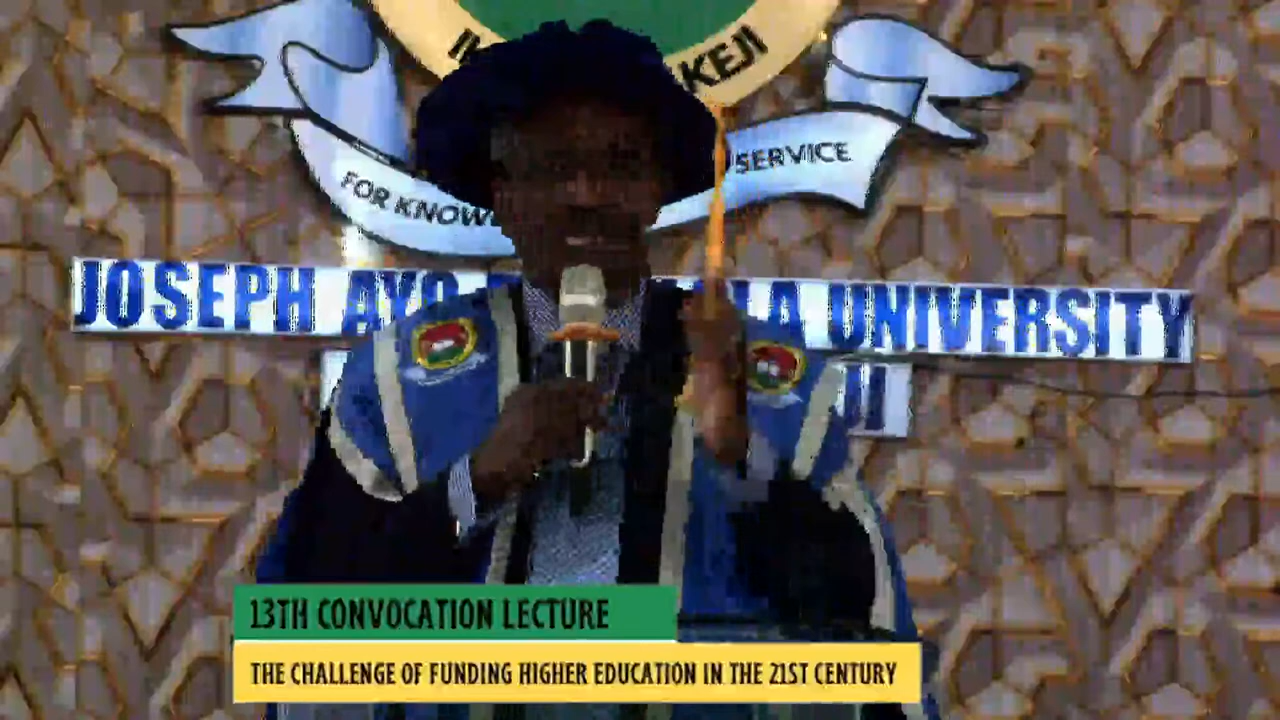 KEJI
FOR KNOW
SERVICE
JOSEPH AYO LA UNIVERSITY
13TH CONVOCATION LECTURE
THE CHALLENGE OF FUNDING HIGHER EDUCATION IN THE 21ST CENTURY